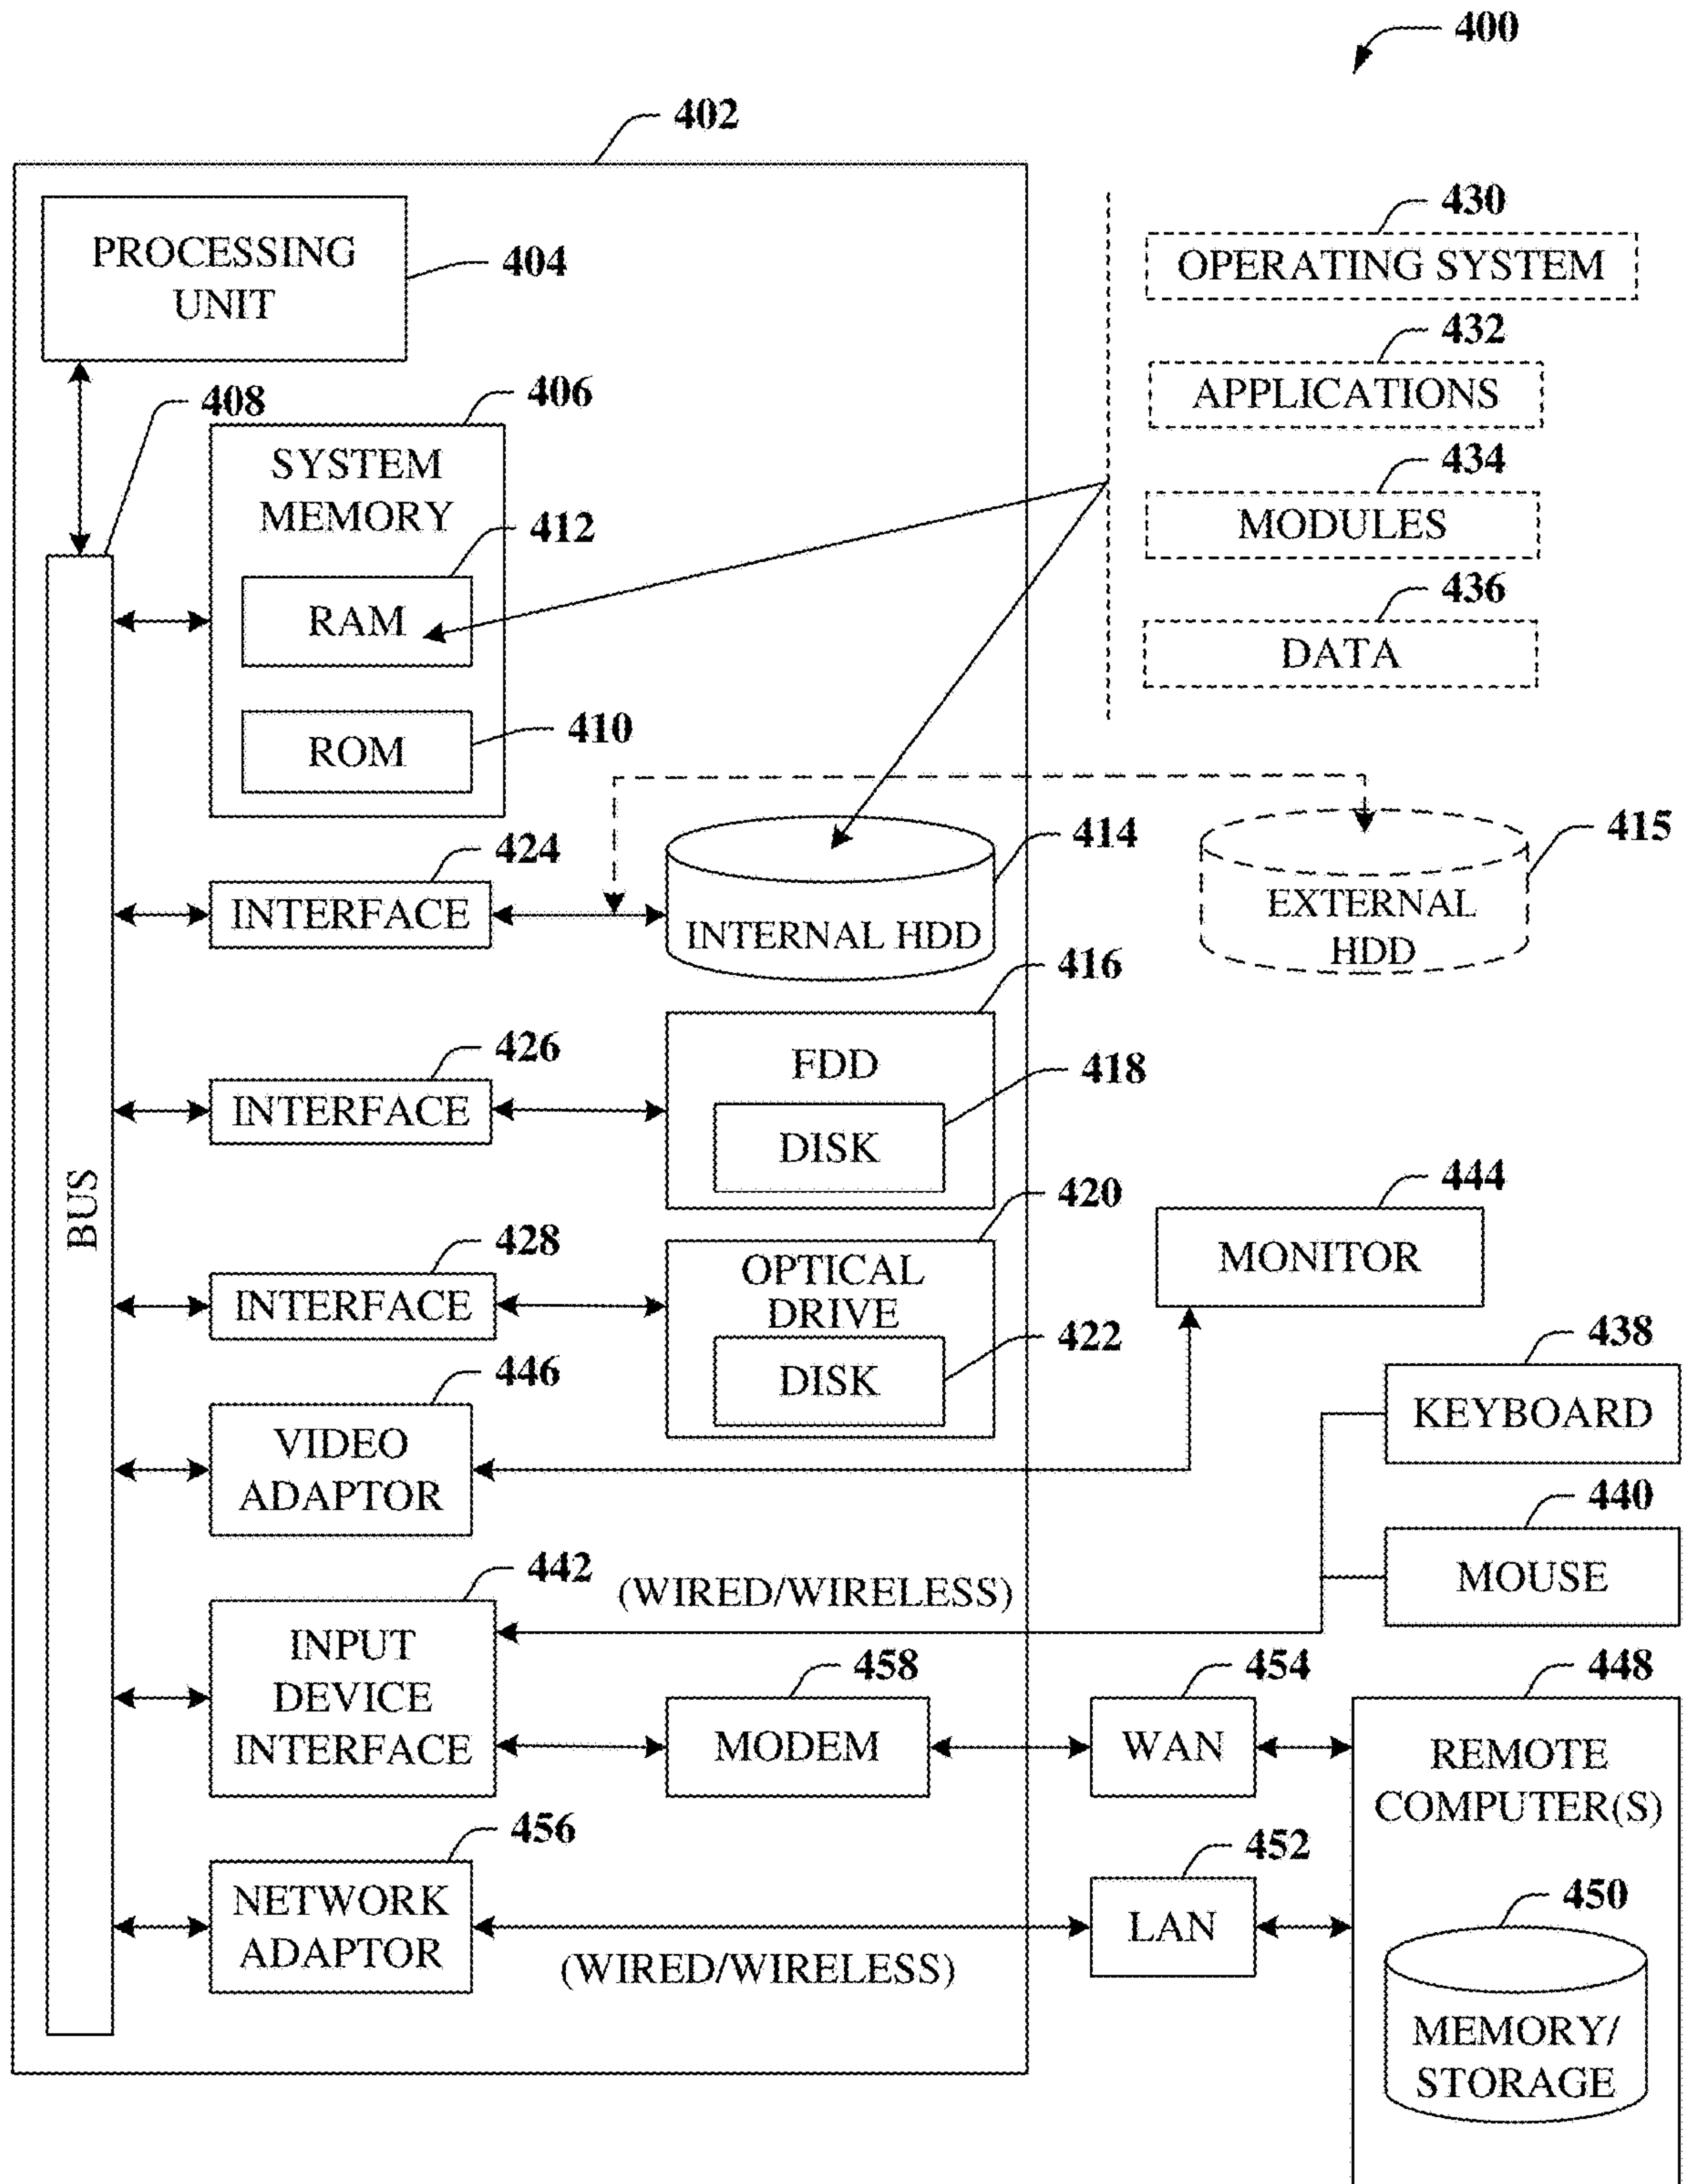 400
402
PROCESSING
UNIT
404
430
OPERATING SYSTEM
432
APPLICATIONS
434
MODULES
436
DATA
408
406
SYSTEM
MEMORY
412
RAM
410
ROM
424
INTERFACE
414
INTERNAL HDD
415
EXTERNAL
HDD
416
FDD
418
DISK
426
INTERFACE
BUS
420
OPTICAL
DRIVE
422
DISK
428
INTERFACE
444
MONITOR
438
KEYBOARD
446
VIDEO
ADAPTOR
440
MOUSE
442
(WIRED/WIRELESS)
INPUT
DEVICE
INTERFACE
458
MODEM
454
WAN
448
REMOTE
COMPUTER(S)
456
NETWORK
ADAPTOR
(WIRED/WIRELESS)
452
LAN
450
MEMORY/
STORAGE